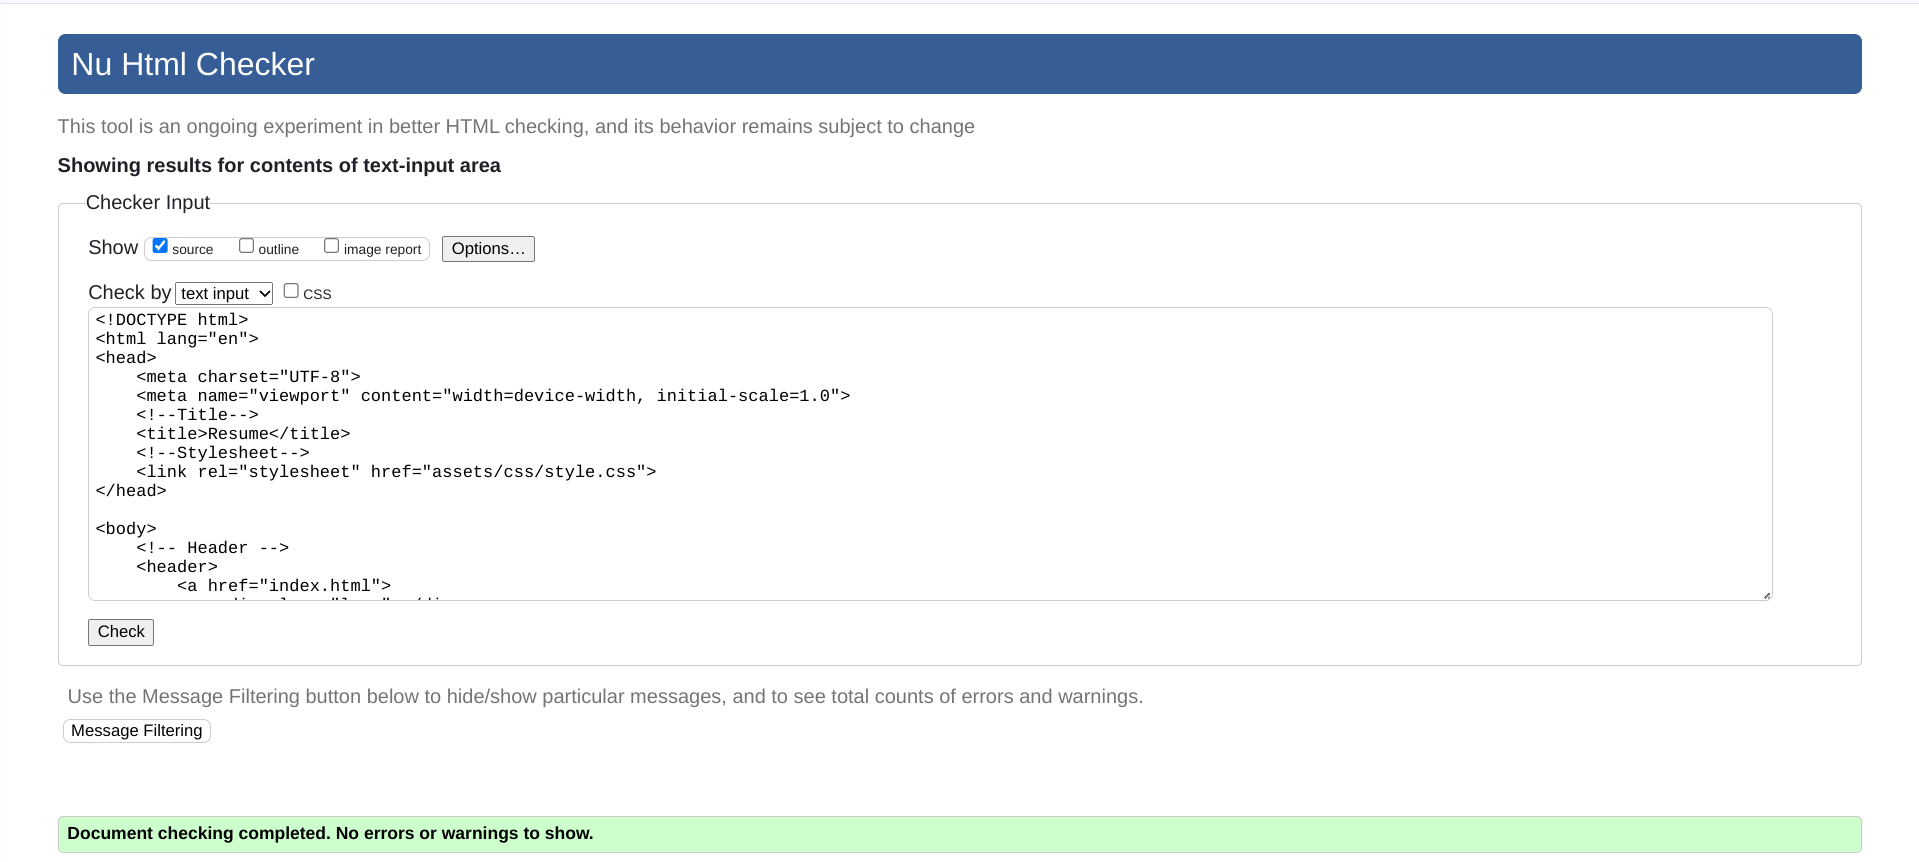 Nu Html Checker
This tool is an ongoing experiment in better HTML checking, and its behavior remains subject to change
Showing results for contents of text-input area
Checker Input
Show source outline image report Options...
Check by text input CSS
<!DOCTYPE html>
<html lang="en">
<head>
    <meta charset="UTF-8">
    <meta name="viewport" content="width=device-width, initial-scale=1.0">
    <!--Title-->
    <title>Resume</title>
    <!--Stylesheet-->
    <link rel="stylesheet" href="assets/css/style.css">
</head>
<body>
    <!-- Header -->
    <header>
        <a href="index.html">
Check
Use the Message Filtering button below to hide/show particular messages, and to see total counts of errors and warnings.
Message Filtering
Document checking completed. No errors or warnings to show.